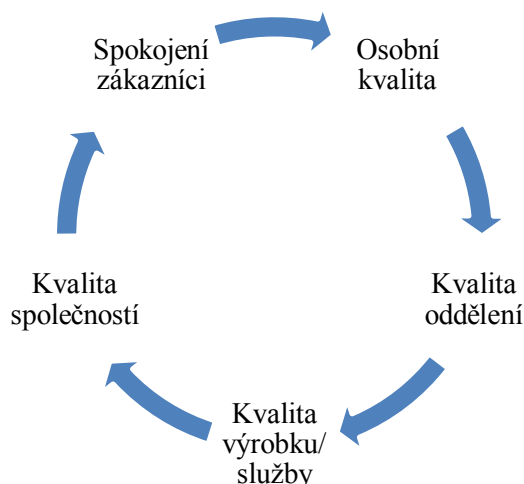 Spokojení
zákazníci
Osobní
kvalita
Kvalita
oddělení
Kvalita
výrobku/
služby
Kvalita
společností